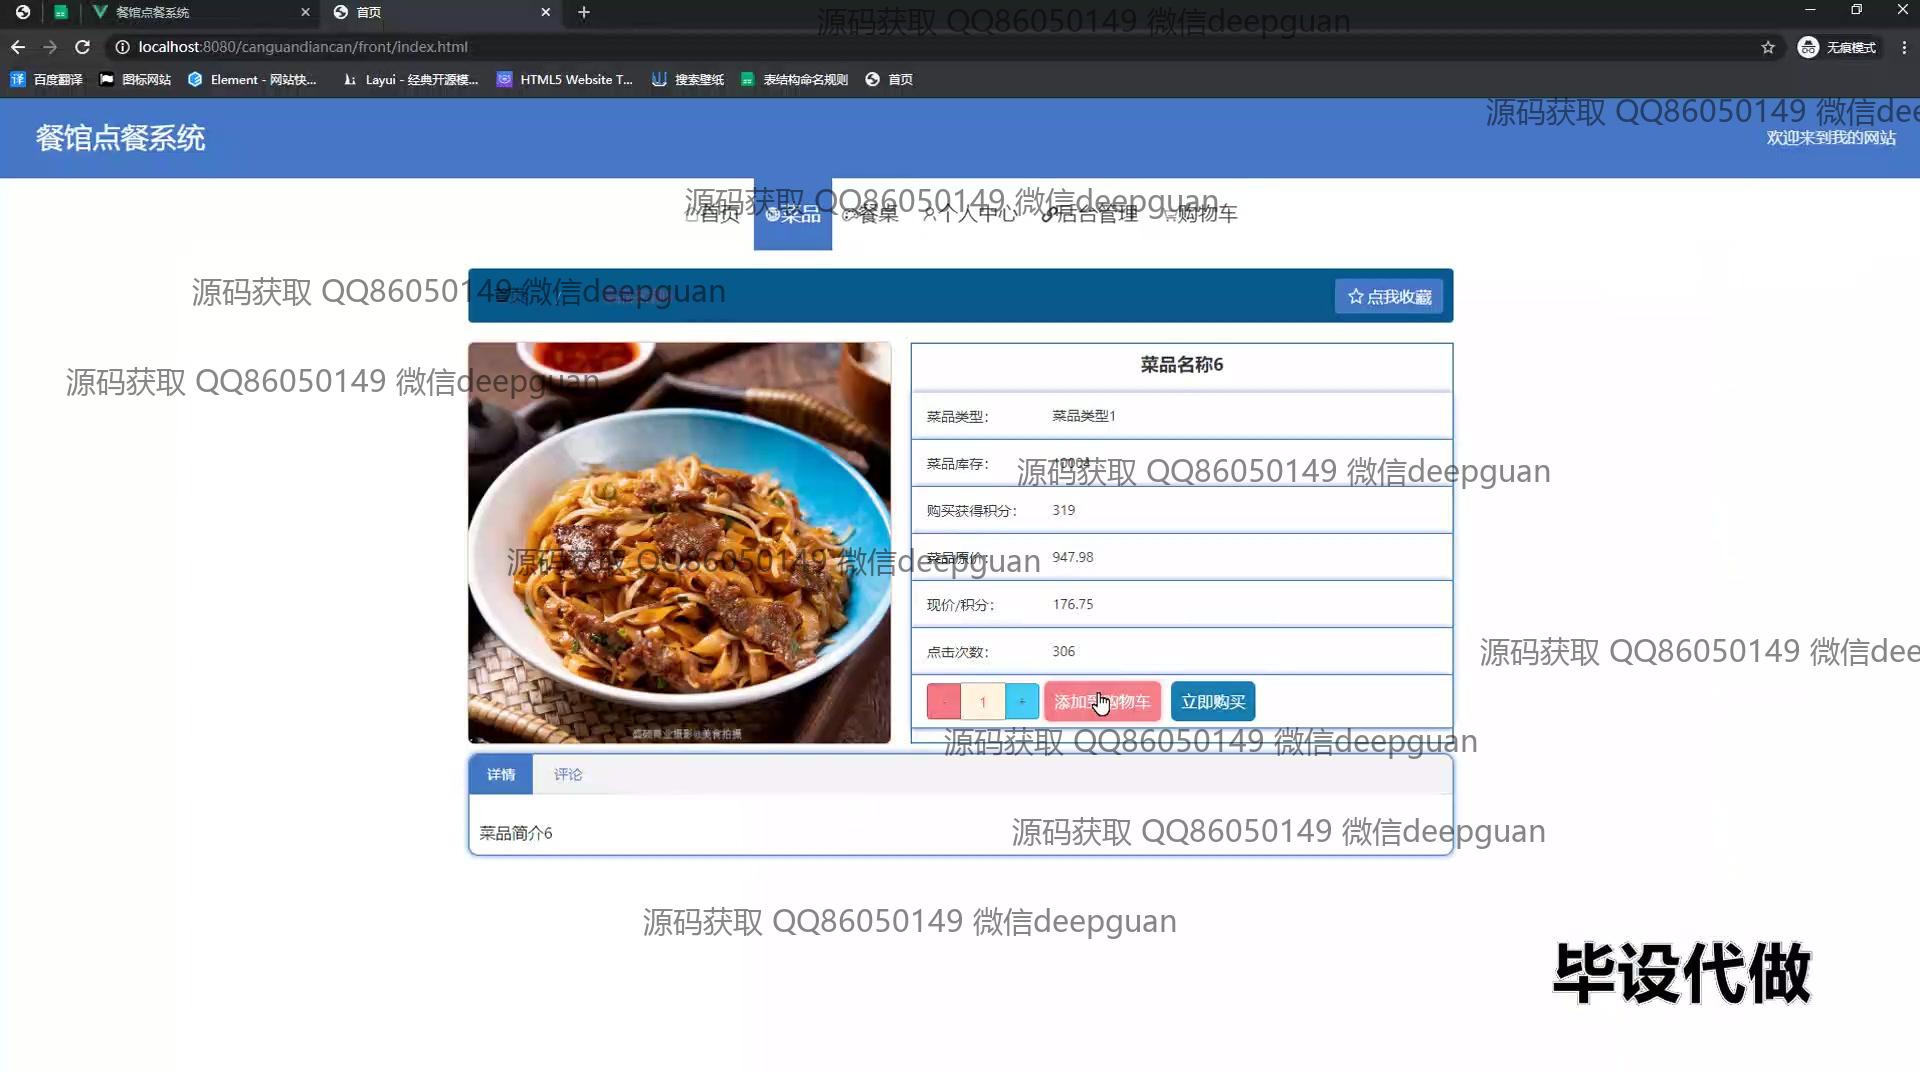 餐馆点餐系统
首页
localhost:8080/canguandiancan/front/index.html
无痕模式
百度翻译
图标网站
Element - 网站快...
Layui - 经典开源模...
HTML5 Website T...
搜索壁纸
表结构命名规则
首页
源码获取 QQ86050149 微信deepguan
餐馆点餐系统
源码获取 QQ86050149 微信dee
欢迎来到我的网站
源码获取 QQ86050149 微信deepguan
首页
菜品
餐桌
个人中心
后台管理
购物车
源码获取 QQ86050149 微信deepguan
首页
点我收藏
源码获取 QQ86050149 微信deepguan
菜品名称6
菜品类型: 菜品类型1
菜品库存:
源码获取 QQ86050149 微信deepguan
购买获得积分: 319
菜品原价: 947.98
源码获取 QQ86050149 微信deepguan
现价/积分: 176.75
点击次数: 306
源码获取 QQ86050149 微信dee
- 1 + 添加到购物车 立即购买
盛硕商业摄影@美食拍摄
源码获取 QQ86050149 微信deepguan
详情 评论
菜品简介6
源码获取 QQ86050149 微信deepguan
源码获取 QQ86050149 微信deepguan
毕设代做